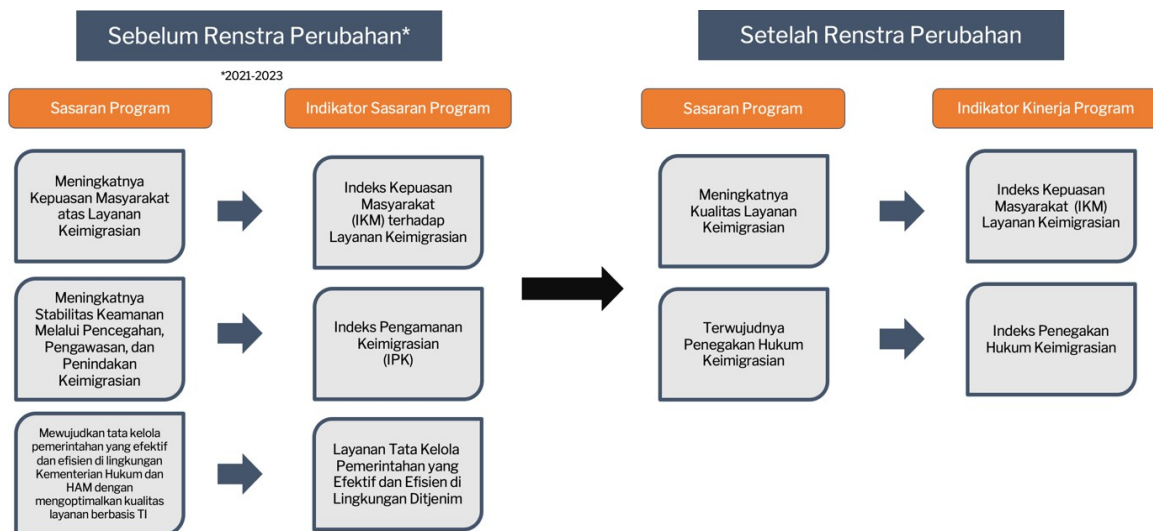 Sebelum Renstra Perubahan*
*2021-2023
Sasaran Program
Indikator Sasaran Program
Meningkatnya
Kepuasan Masyarakat
atas Layanan
Keimigrasian
Indeks Kepuasan
Masyarakat
(IKM) terhadap
Layanan Keimigrasian
Meningkatnya
Stabilitas Keamanan
Melalui Pencegahan,
Pengawasan, dan
Penindakan
Keimigrasian
Indeks Pengamanan
Keimigrasian
(IPK)
Mewujudkan tata kelola
pemerintahan yang efektif
dan efisien di lingkungan
Kementerian Hukum dan
HAM dengan
mengoptimalkan kualitas
layanan berbasis TI
Layanan Tata Kelola
Pemerintahan yang
Efektif dan Efisien di
Lingkungan Ditjenim
Setelah Renstra Perubahan
Sasaran Program
Indikator Kinerja Program
Meningkatnya
Kualitas Layanan
Keimigrasian
Indeks Kepuasan
Masyarakat (IKM)
Layanan Keimigrasian
Terwujudnya
Penegakan Hukum
Keimigrasian
Indeks Penegakan
Hukum Keimigrasian